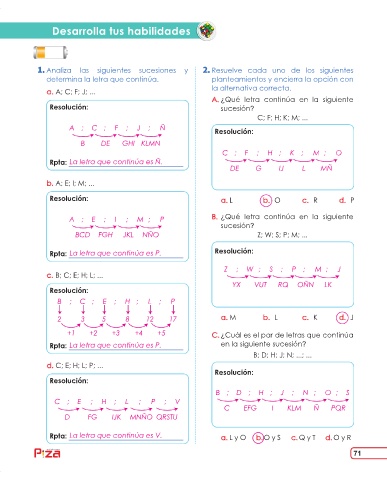 Desarrolla tus habilidades
1. Analiza las siguientes sucesiones y
determina la letra que continúa.
a. A; C; F; J; ...
Resolución:
A ; C ; F ; J ; Ñ
B DE GHI KLMN
Rpta: La letra que continúa es Ñ.
b. A; E; I; M; ...
Resolución:
A ; E ; I ; M ; P
BCD FGH JKL NÑO
Rpta: La letra que continúa es P.
c. B; C; E; H; L; ...
Resolución:
B ; C ; E ; H ; L ; P
2 3 5 8 12 17
+1 +2 +3 +4 +5
Rpta: La letra que continúa es P.
d. C; E; H; L; P; ...
Resolución:
C ; E ; H ; L ; P ; V
D FG IJK MNÑO QRSTU
Rpta: La letra que continúa es V.
2. Resuelve cada uno de los siguientes
planteamientos y encierra la opción con
la alternativa correcta.
A. ¿Qué letra continúa en la siguiente
sucesión?
C; F; H; K; M; ...
Resolución:
C ; F ; H ; K ; M ; O
DE G IJ L MÑ
a. L b. O c. R d. P
B. ¿Qué letra continúa en la siguiente
sucesión?
Z; W; S; P; M; ...
Resolución:
Z ; W ; S ; P ; M ; J
YX VUT RQ OÑN LK
a. M b. L c. K d. J
C. ¿Cuál es el par de letras que continúa
en la siguiente sucesión?
B; D; H; J; N; ...; ...
Resolución:
B ; D ; H ; J ; N ; O ; S
C EFG I KLM Ñ PQR
a. L y O b. O y S c. Q y T d. O y R
71